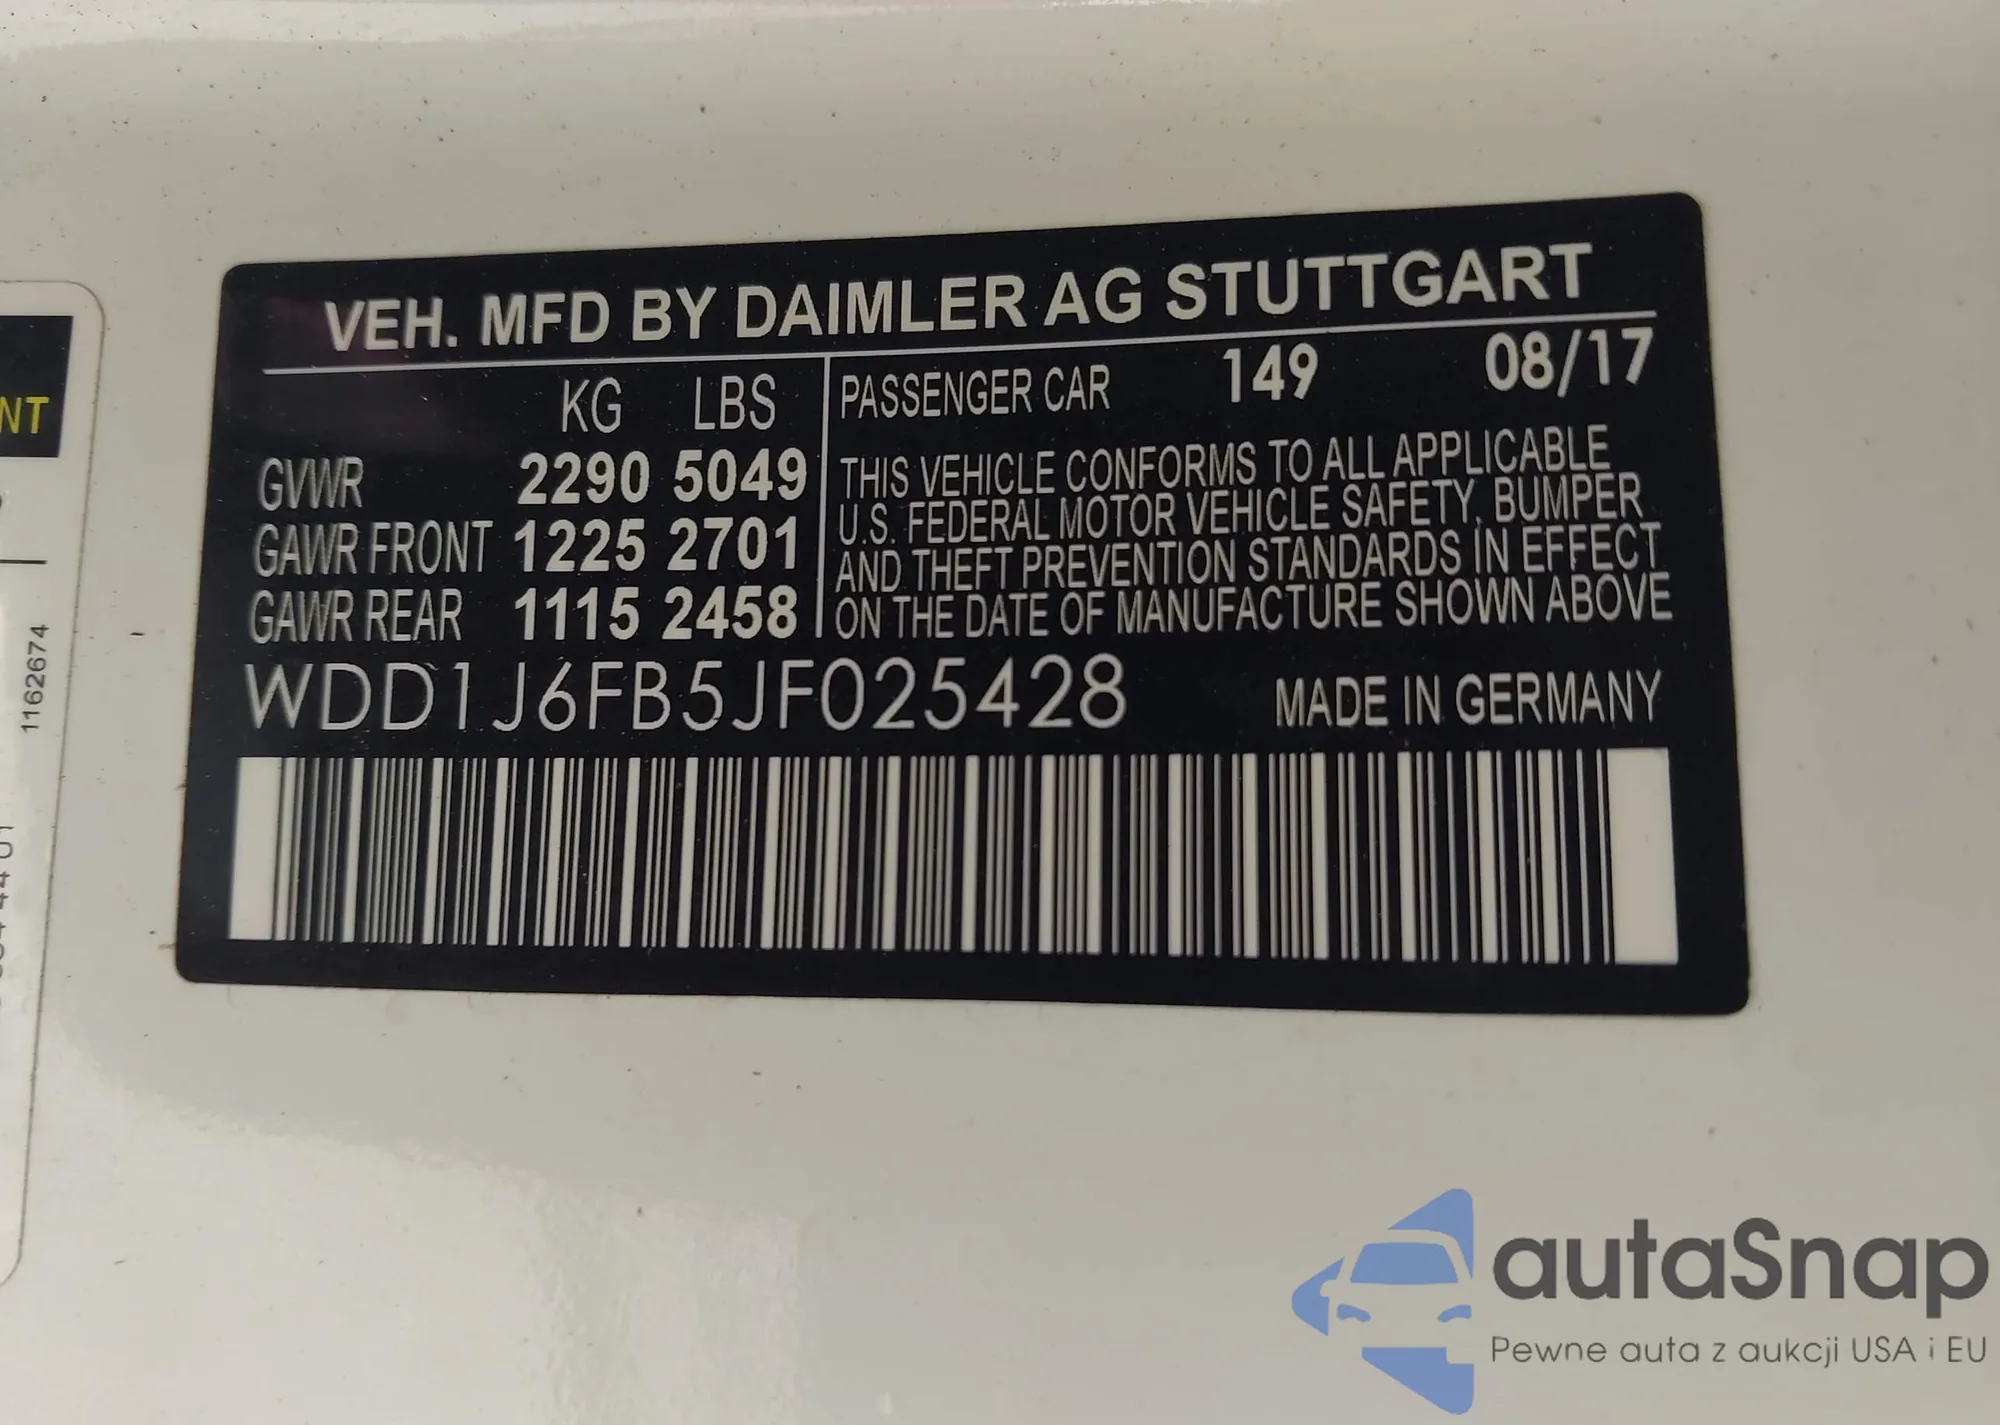 VEH. MFD BY DAIMLER AG STUTTGART
KG LBS
GVWR 2290 5049
GAWR FRONT 1225 2701
GAWR REAR 1115 2458
PASSENGER CAR 149 08/17
THIS VEHICLE CONFORMS TO ALL APPLICABLE
U.S. FEDERAL MOTOR VEHICLE SAFETY, BUMPER
AND THEFT PREVENTION STANDARDS IN EFFECT
ON THE DATE OF MANUFACTURE SHOWN ABOVE
WDD1J6FB5JF025428 MADE IN GERMANY
NT
1162674
autaSnap
Pewne auta z aukcji USA i EU